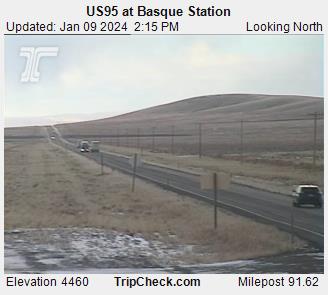 US95 at Basque Station
Updated: Jan 09 2024 2:15 PM Looking North
Elevation 4460 TripCheck.com Milepost 91.62